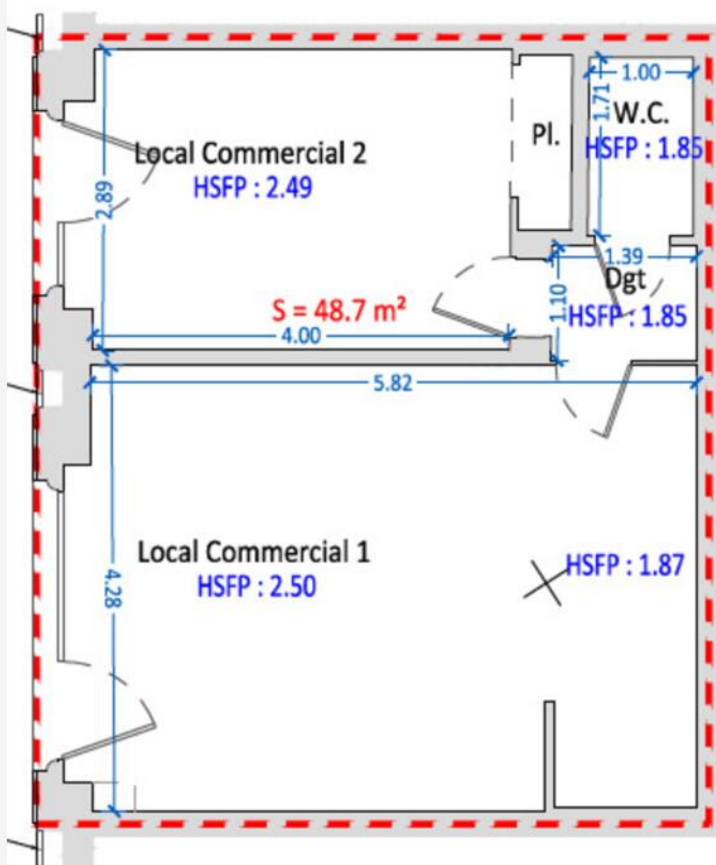 1.00
1.71
W.C.
HSFP : 1.85
Local Commercial 2
HSFP : 2.49
Pl.
2.89
1.39
Dgt
HSFP : 1.85
1.10
S = 48.7 m²
4.00
5.82
Local Commercial 1
HSFP : 2.50
HSFP : 1.87
4.28